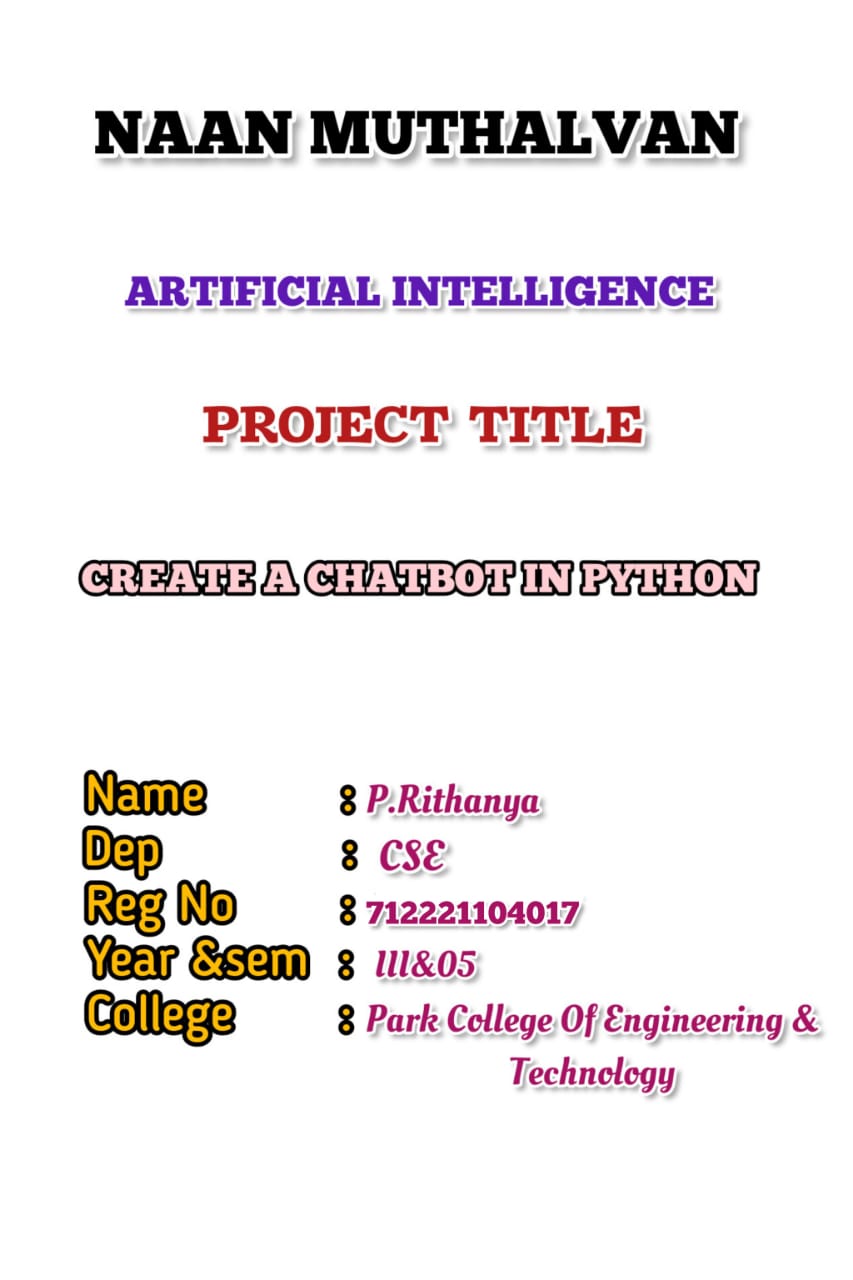 NAAN MUTHALVAN
ARTIFICIAL INTELLIGENCE
PROJECT TITLE
CREATE A CHATBOT IN PYTHON
Name : P.Rithanya
Dep : CSE
Reg No : 712221104017
Year &sem : III&05
College : Park College Of Engineering &
Technology